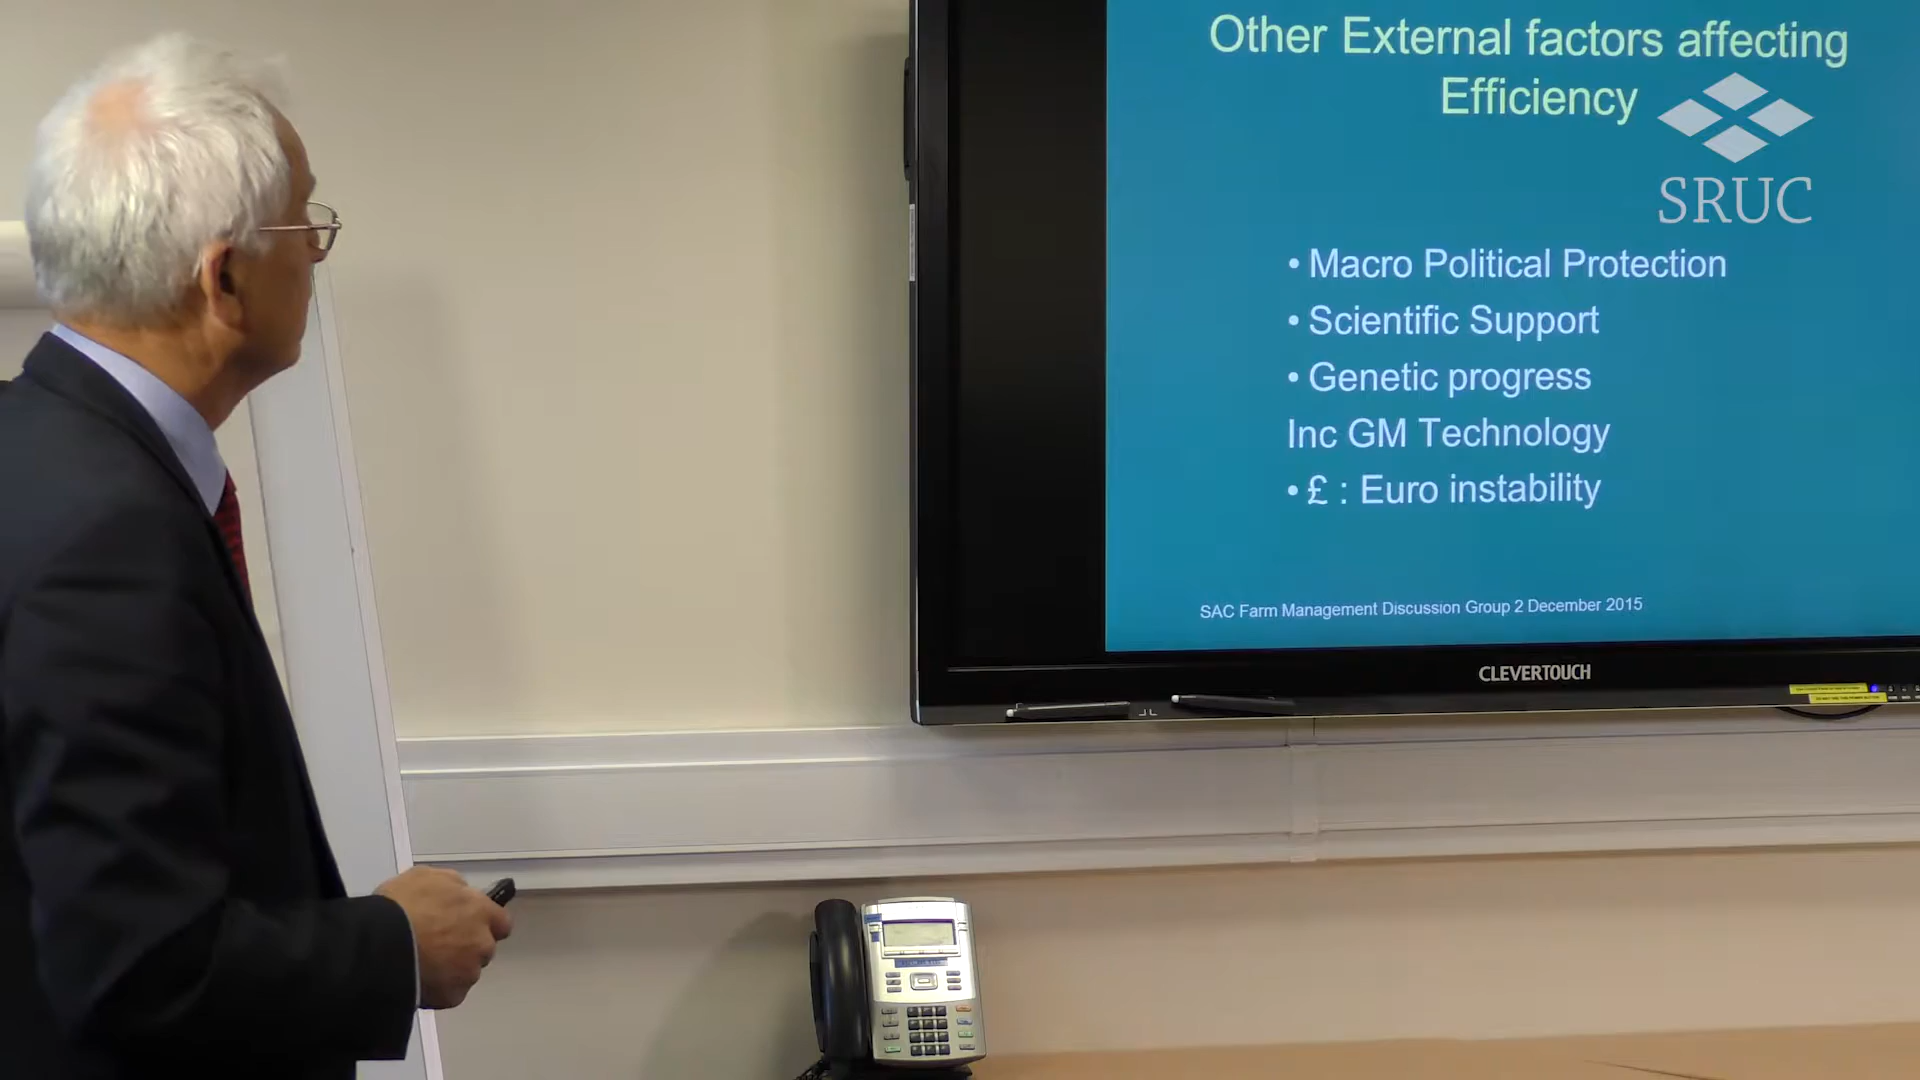 Other External factors affecting
Efficiency
SRUC
• Macro Political Protection
• Scientific Support
• Genetic progress
Inc GM Technology
• £ : Euro instability
SAC Farm Management Discussion Group 2 December 2015
CLEVERTOUCH